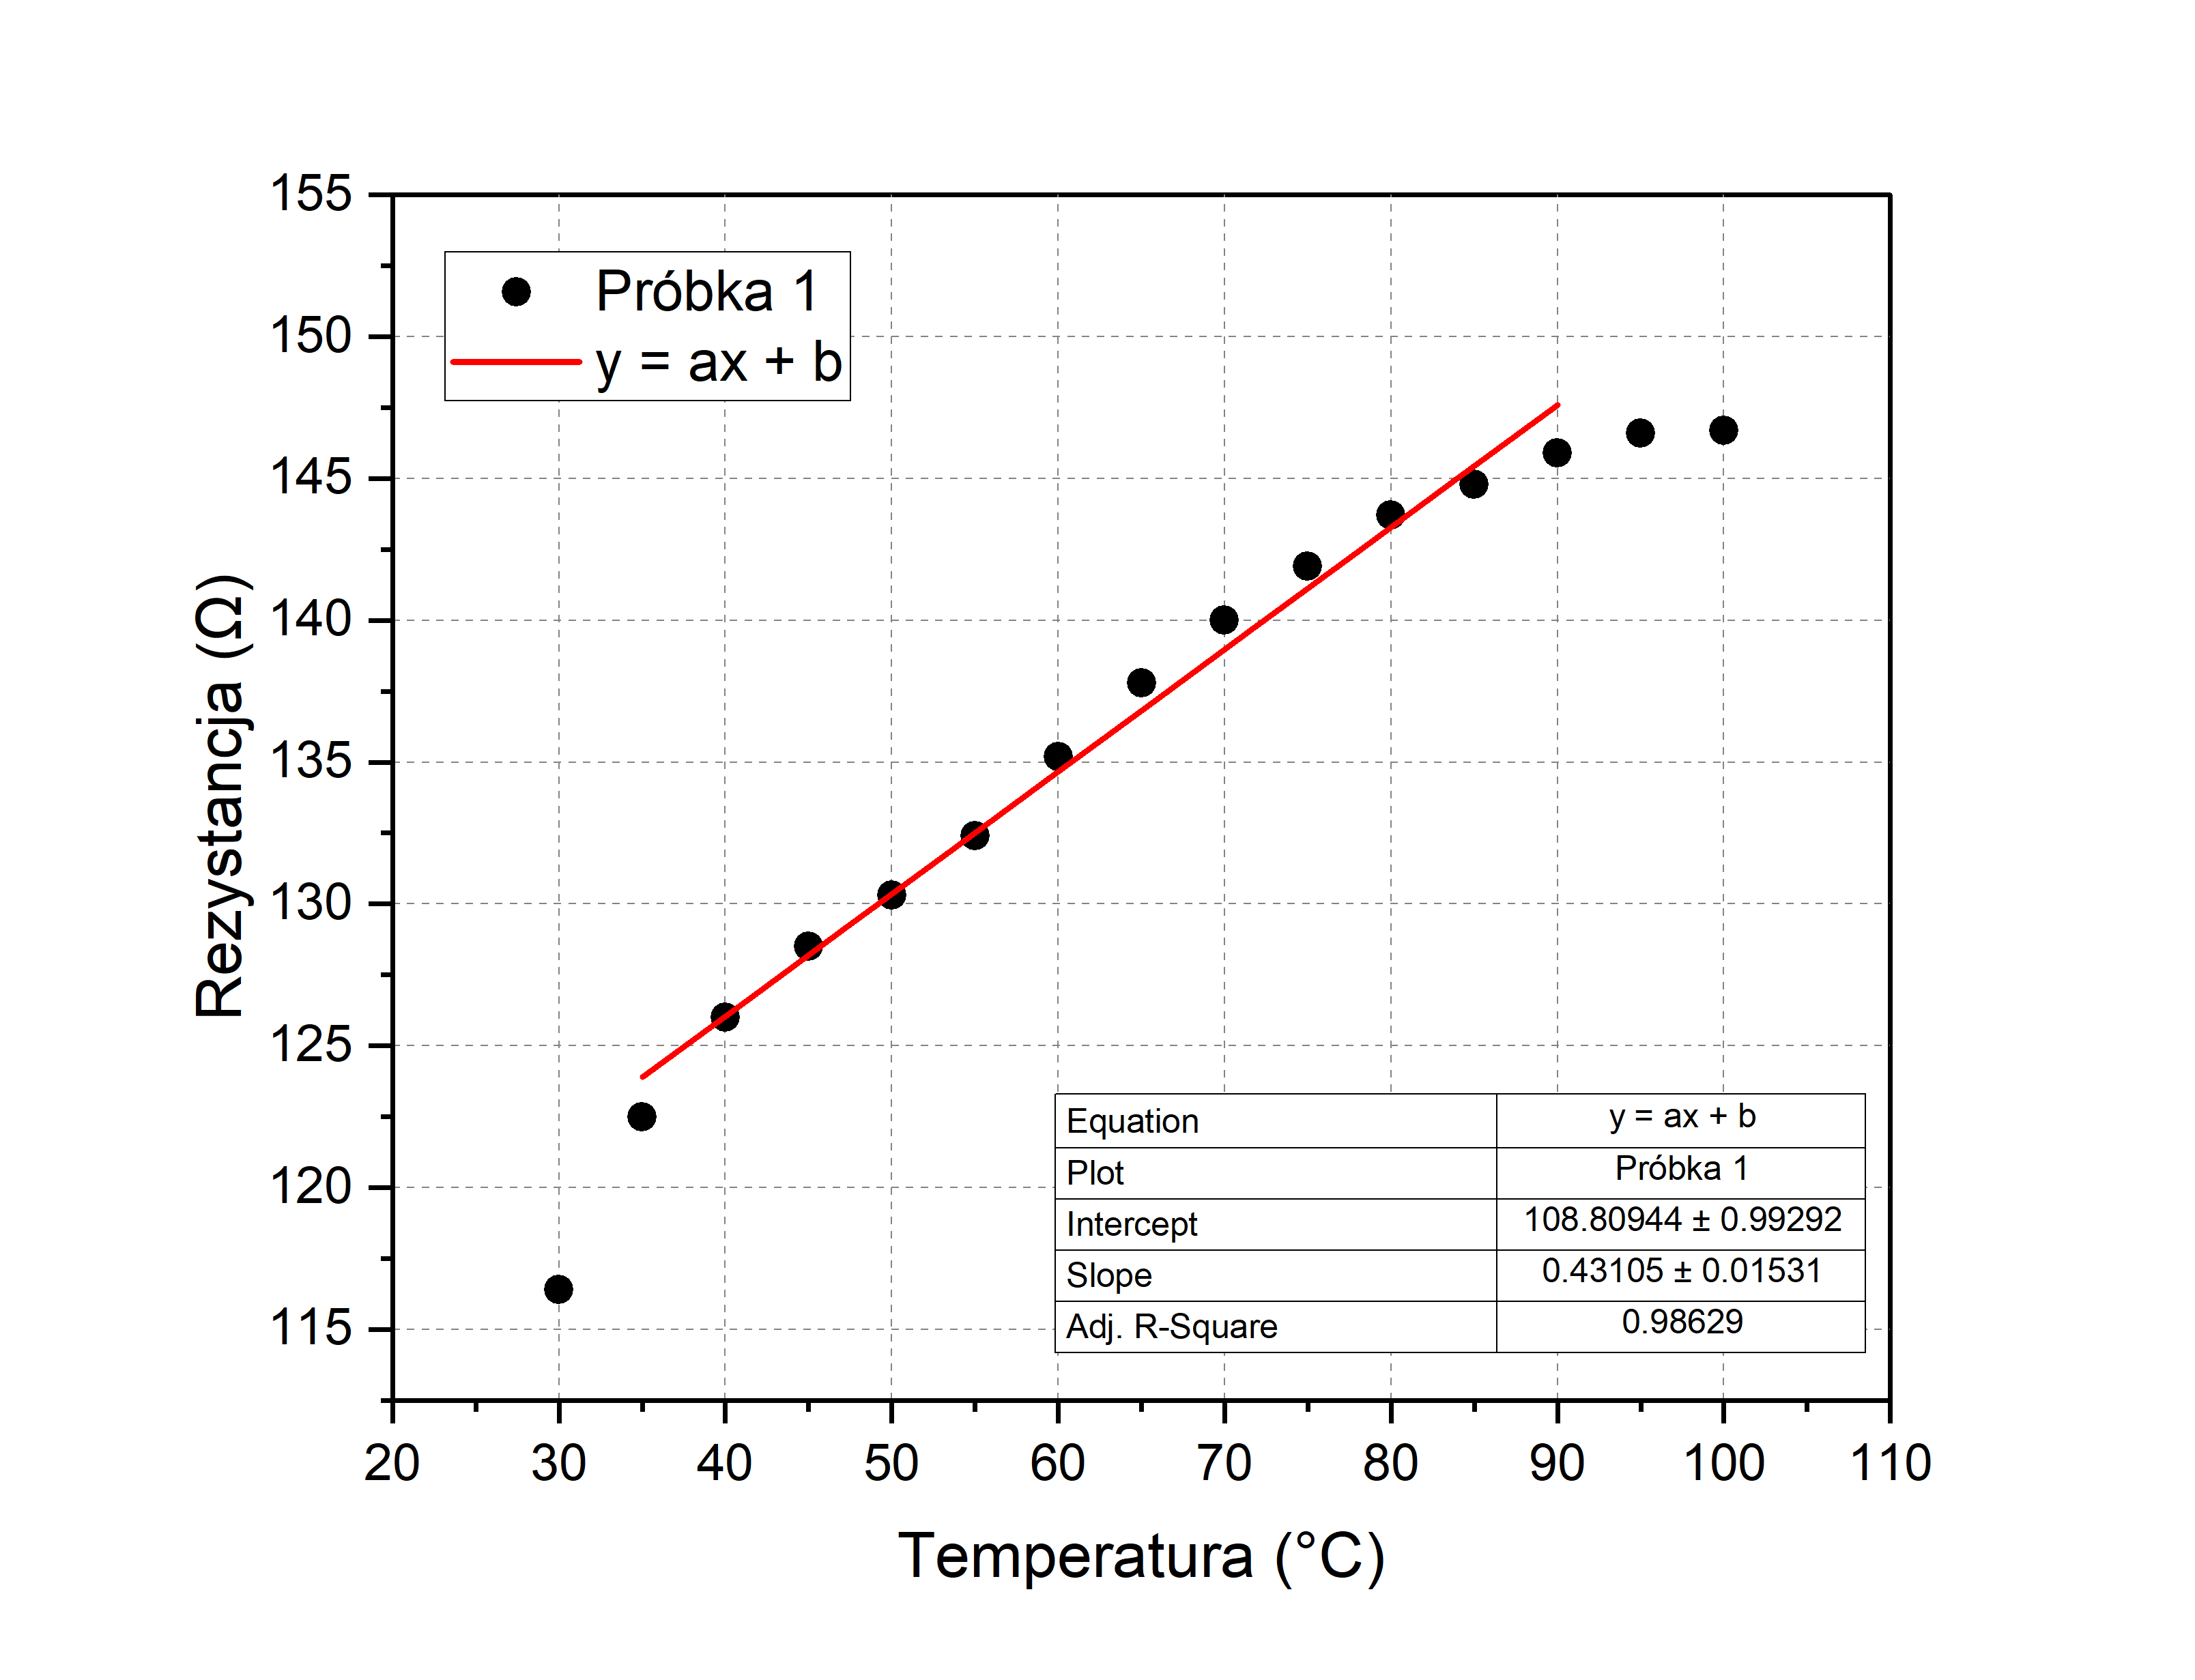 155
150
145
140
135
130
125
120
115
Rezystancja (Ω)
Próbka 1
y = ax + b
Equation y = ax + b
Plot Próbka 1
Intercept 108.80944 ± 0.99292
Slope 0.43105 ± 0.01531
Adj. R-Square 0.98629
20 30 40 50 60 70 80 90 100 110
Temperatura (°C)